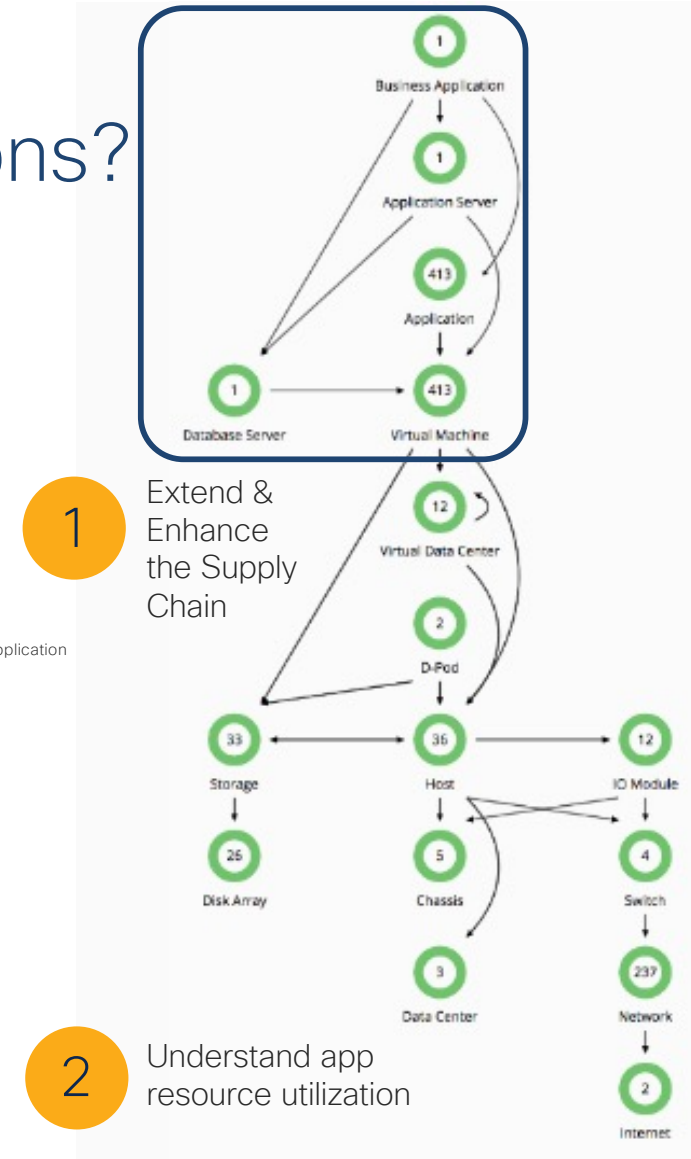 1
Business Application
ons?
1
Application Server
413
Application
1
413
Database Server
Virtual Machine
1
Extend &
Enhance
the Supply
Chain
12
Virtual Data Center
2
pplication
D-Pod
33
36
12
Storage
Host
IO Module
26
5
4
Disk Array
Chassis
Switch
3
237
Data Center
Network
2
Understand app
resource utilization
2
Internet